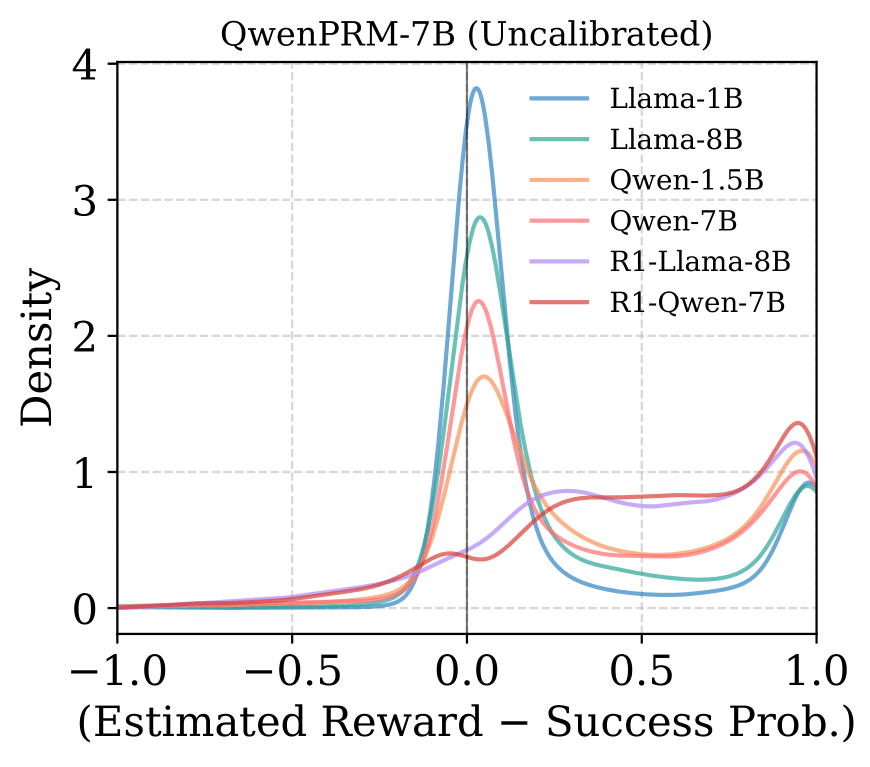 QwenPRM-7B (Uncalibrated)
4
3
2
1
0
Density
Llama-1B
Llama-8B
Qwen-1.5B
Qwen-7B
R1-Llama-8B
R1-Qwen-7B
−1.0 −0.5 0.0 0.5 1.0
(Estimated Reward − Success Prob.)